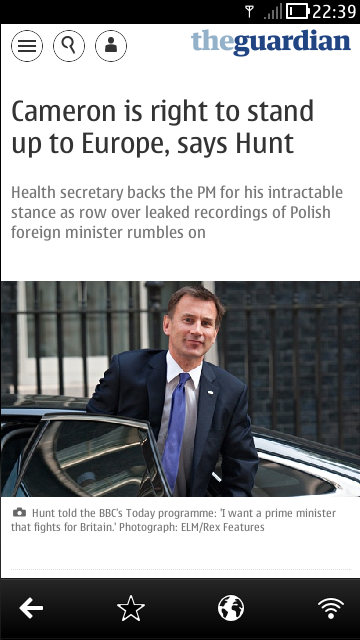 22:39
theguardian
Cameron is right to stand
up to Europe, says Hunt
Health secretary backs the PM for his intractable
stance as row over leaked recordings of Polish
foreign minister rumbles on
Hunt told the BBC's Today programme: 'I want a prime minister
that fights for Britain.' Photograph: ELM/Rex Features